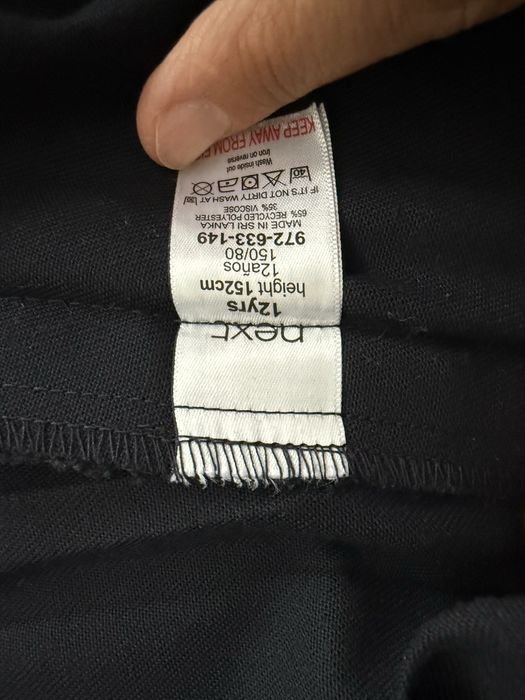 next
12yrs
height 152cm
12años
150/80
972-633-149
MADE IN SRI LANKA
65% RECYCLED POLYESTER
35% VISCOSE
IF IT'S NOT DIRTY WASH AT
40
Wash inside out
Iron on reverse
KEEP AWAY FROM